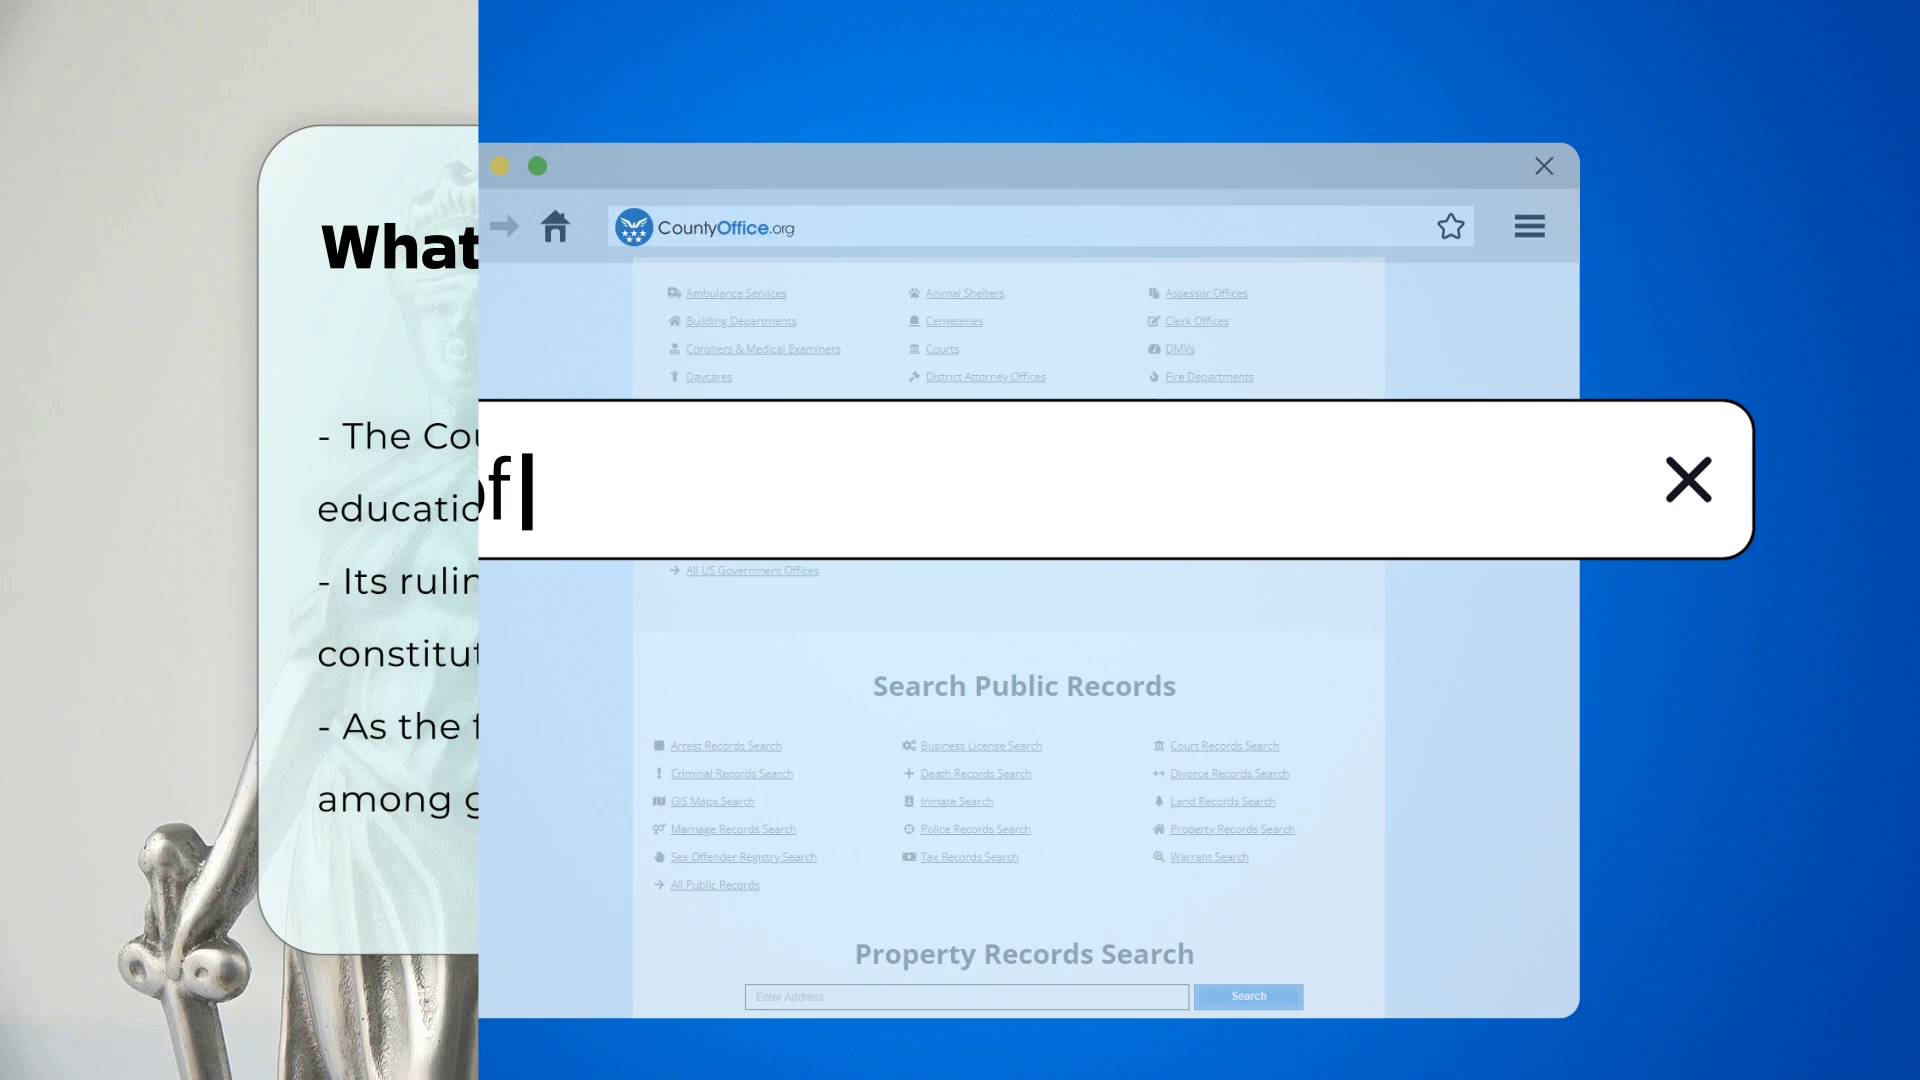 What
- The Cou
educatio
- Its rulin
constitut
- As the f
among g
CountyOffice.org
Ambulance Services
Animal Shelters
Assessor Offices
Building Departments
Cemeteries
Clerk Offices
Coroners & Medical Examiners
Courts
DMVs
Daycares
District Attorney Offices
Fire Departments
of
All US Government Offices
Search Public Records
Arrest Records Search
Business License Search
Court Records Search
Criminal Records Search
Death Records Search
Divorce Records Search
GIS Maps Search
Inmate Search
Land Records Search
Marriage Records Search
Police Records Search
Property Records Search
Sex Offender Registry Search
Tax Records Search
Warrant Search
All Public Records
Property Records Search
Enter Address
Search